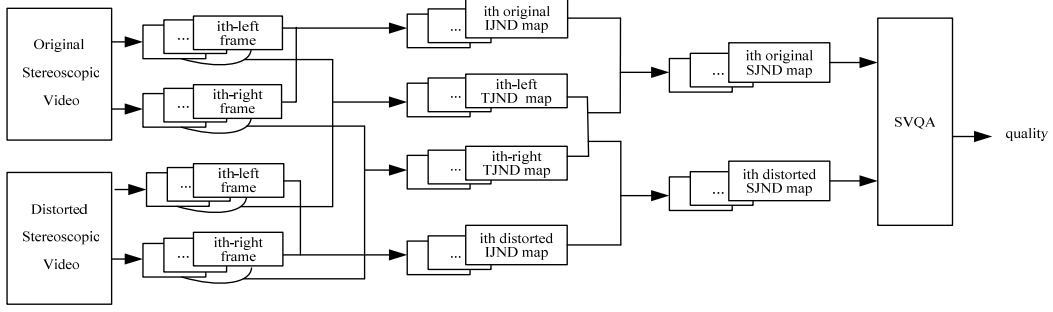 Original
Stereoscopic
Video
... ith-left
frame
... ith-right
frame
Distorted
Stereoscopic
Video
... ith-left
frame
... ith-right
frame
ith original
... IJND map
ith-left
... TJND map
ith-right
... TJND map
ith distorted
... IJND map
ith original
... SJND map
ith distorted
... SJND map
SVQA
quality